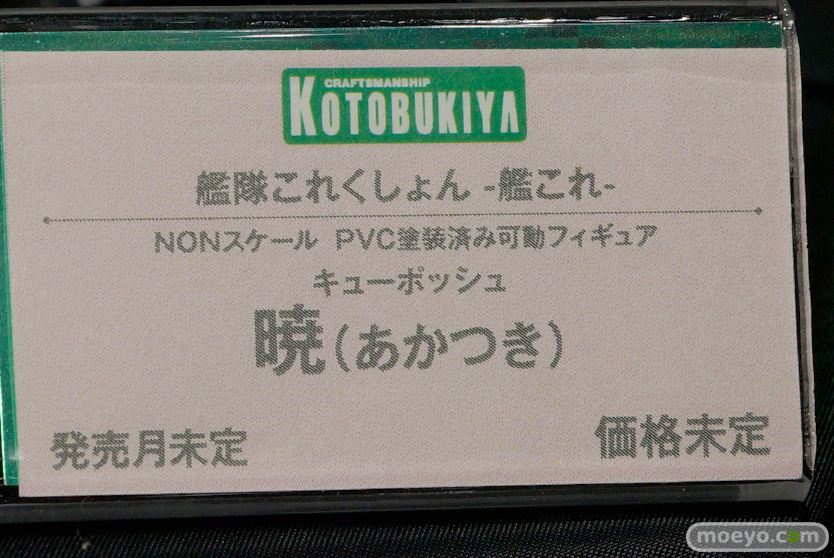 CRAFTSMANSHIP
KOTOBUKIYA
艦隊これくしょん -艦これ-
NONスケール PVC塗装済み可動フィギュア
キューポッシュ
暁(あかつき)
発売月未定
価格未定
moeyo.com